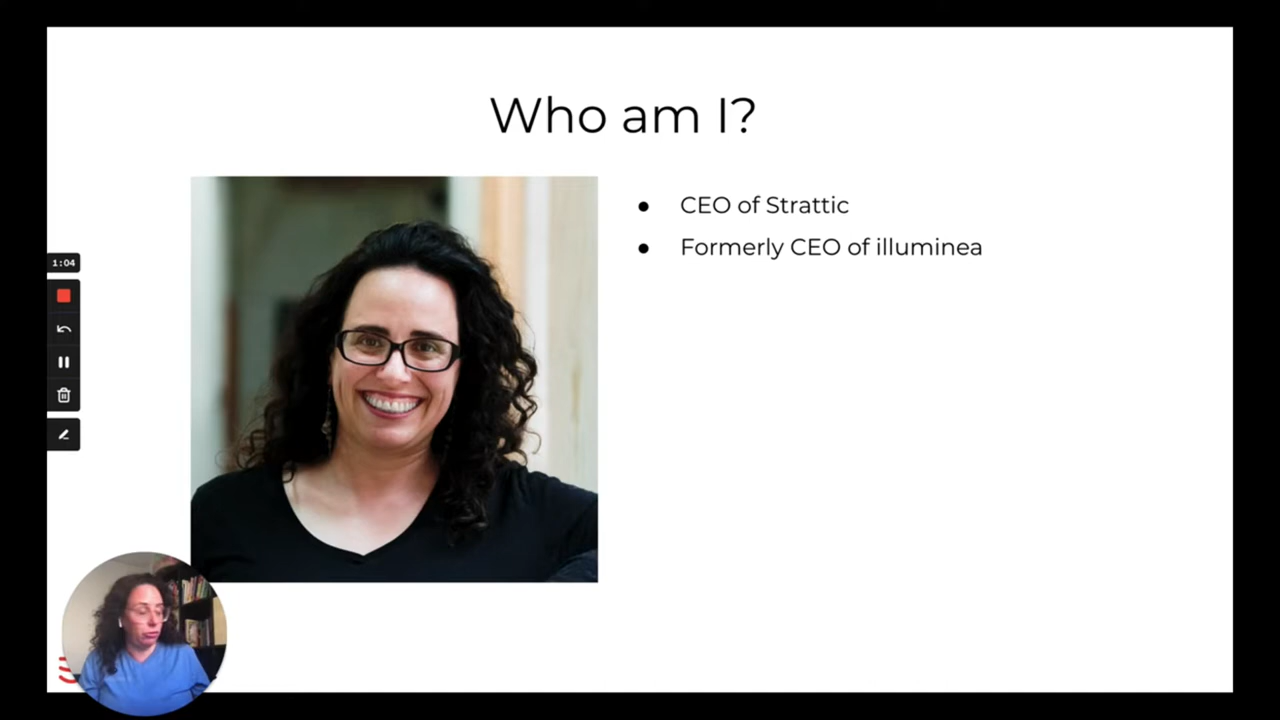 Who am I?
● CEO of Strattic
● Formerly CEO of illuminea
1:04